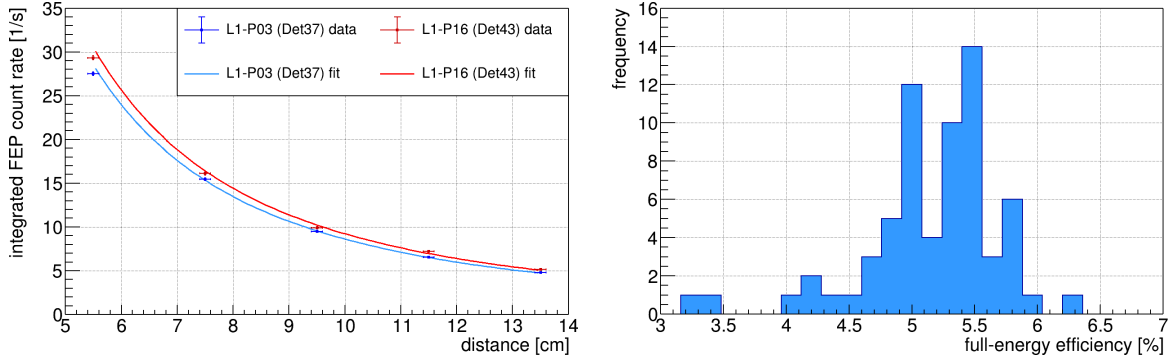 integrated FEP count rate [1/s]
35
30
25
20
15
10
5
0
L1-P03 (Det37) data
L1-P16 (Det43) data
L1-P03 (Det37) fit
L1-P16 (Det43) fit
5 6 7 8 9 10 11 12 13 14
distance [cm]
frequency
16
14
12
10
8
6
4
2
0
3 3.5 4 4.5 5 5.5 6 6.5 7
full-energy efficiency [%]